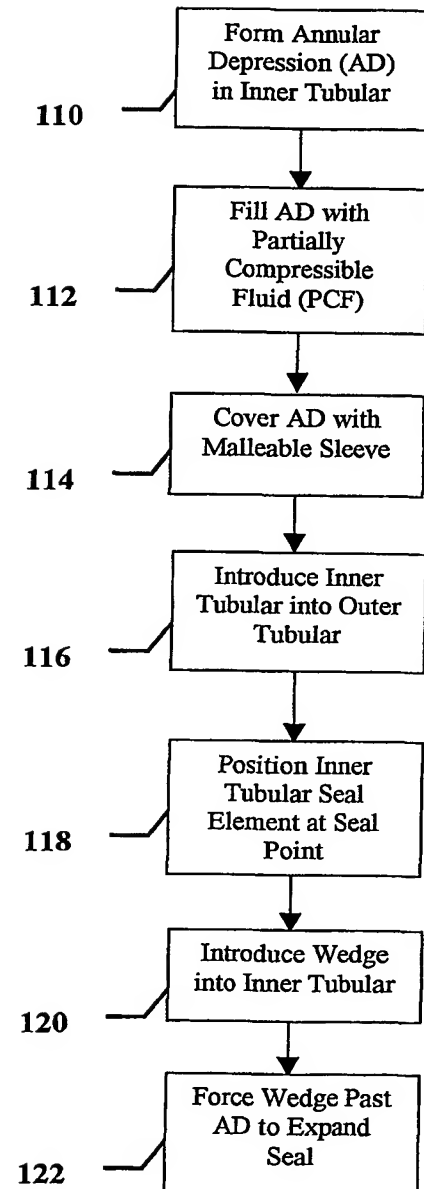 Form Annular
Depression (AD)
in Inner Tubular
110
Fill AD with
Partially
Compressible
Fluid (PCF)
112
Cover AD with
Malleable Sleeve
114
Introduce Inner
Tubular into Outer
Tubular
116
Position Inner
Tubular Seal
Element at Seal
Point
118
Introduce Wedge
into Inner Tubular
120
Force Wedge Past
AD to Expand
Seal
122